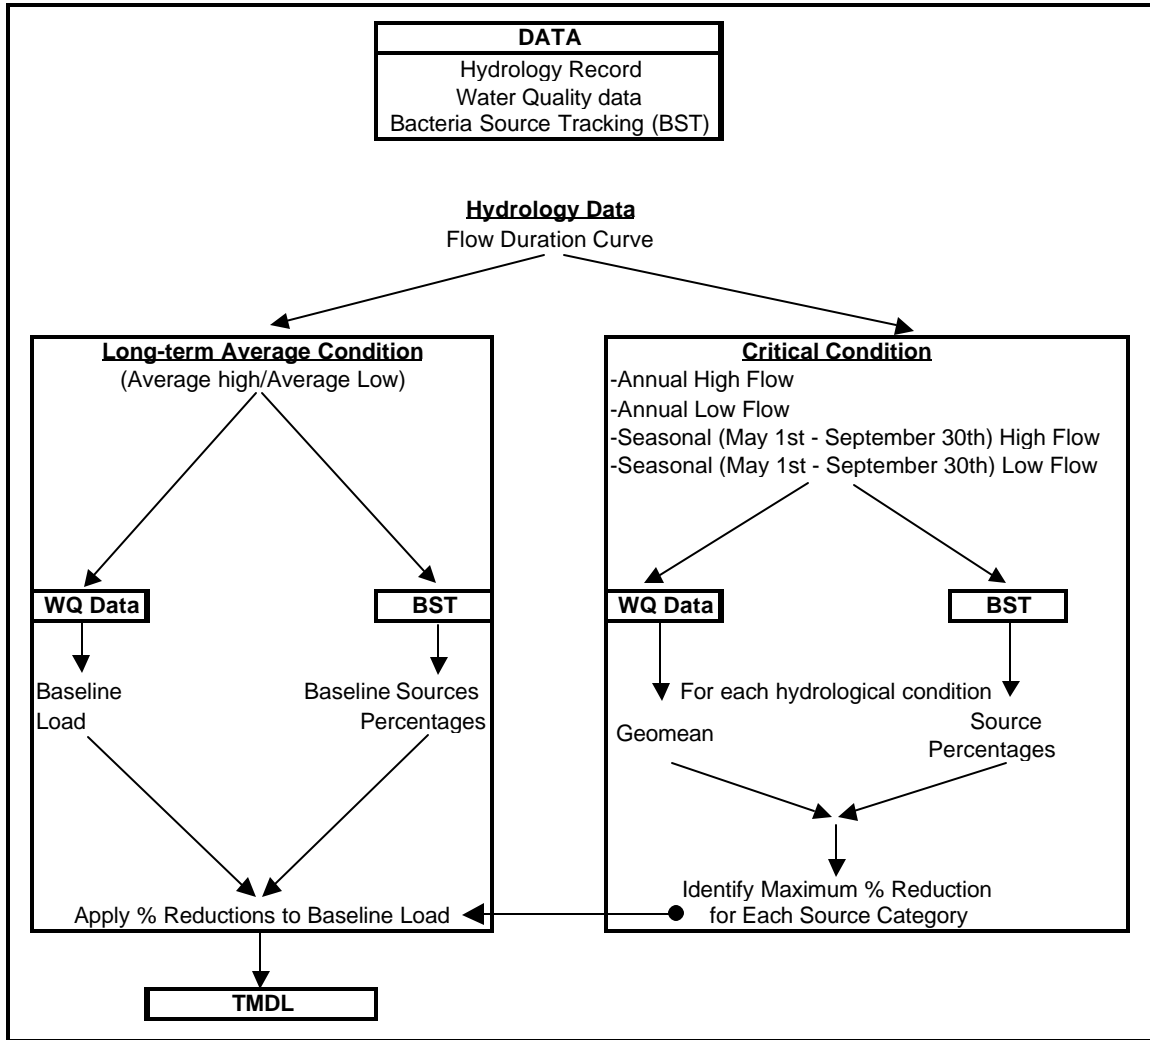 DATA
Hydrology Record
Water Quality data
Bacteria Source Tracking (BST)
Hydrology Data
Flow Duration Curve
Long-term Average Condition
(Average high/Average Low)
WQ Data
BST
Baseline
Load
Baseline Sources
Percentages
Apply % Reductions to Baseline Load
TMDL
Critical Condition
-Annual High Flow
-Annual Low Flow
-Seasonal (May 1st - September 30th) High Flow
-Seasonal (May 1st - September 30th) Low Flow
WQ Data
BST
For each hydrological condition
Geomean
Source
Percentages
Identify Maximum % Reduction
for Each Source Category